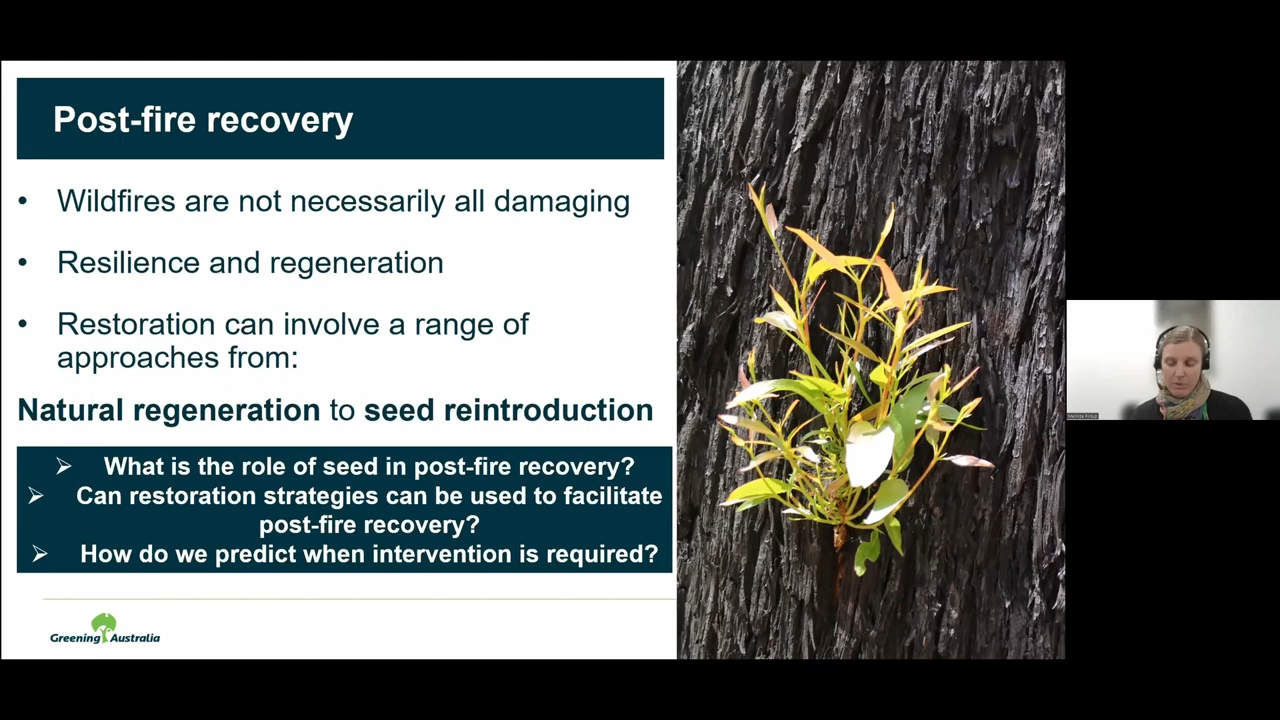 Post-fire recovery
• Wildfires are not necessarily all damaging
• Resilience and regeneration
• Restoration can involve a range of
approaches from:
Natural regeneration to seed reintroduction
➢ What is the role of seed in post-fire recovery?
➢ Can restoration strategies can be used to facilitate
post-fire recovery?
➢ How do we predict when intervention is required?
Greening Australia